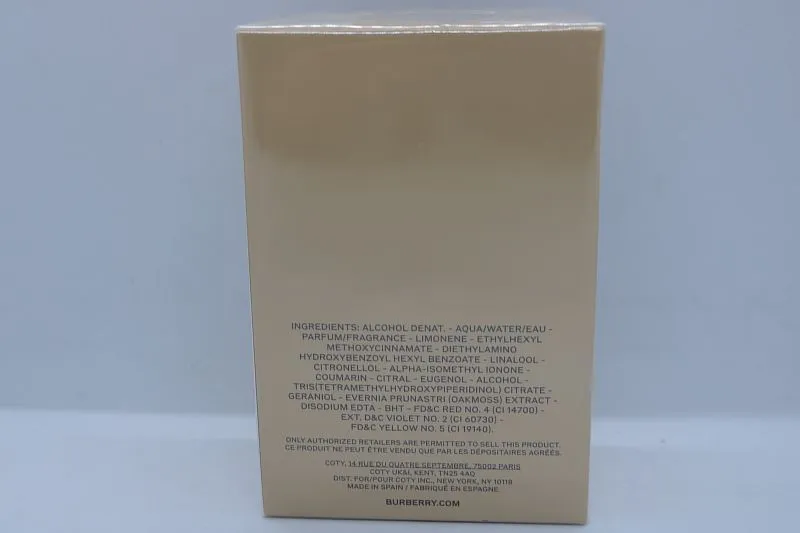 INGREDIENTS: ALCOHOL DENAT. - AQUA/WATER/EAU -
PARFUM/FRAGRANCE - LIMONENE - ETHYLHEXYL
METHOXYCINNAMATE - DIETHYLAMINO
HYDROXYBENZOYL HEXYL BENZOATE - LINALOOL -
CITRONELLOL - ALPHA-ISOMETHYL IONONE -
COUMARIN - CITRAL - EUGENOL - ALCOHOL -
TRIS(TETRAMETHYLHYDROXYPIPERIDINOL) CITRATE -
GERANIOL - EVERNIA PRUNASTRI (OAKMOSS) EXTRACT -
DISODIUM EDTA - BHT - FD&C RED NO. 4 (CI 14700) -
EXT. D&C VIOLET NO. 2 (CI 60730) -
FD&C YELLOW NO. 5 (CI 19140).
ONLY AUTHORIZED RETAILERS ARE PERMITTED TO SELL THIS PRODUCT.
CE PRODUIT NE PEUT ÊTRE VENDU QUE PAR LES DÉPOSITAIRES AGRÉÉS.
COTY, 14 RUE DU QUATRE SEPTEMBRE, 75002 PARIS
COTY UK&I, KENT, TN25 4AQ
DIST. FOR/POUR COTY INC., NEW YORK, NY 10118
MADE IN SPAIN / FABRIQUÉ EN ESPAGNE
BURBERRY.COM